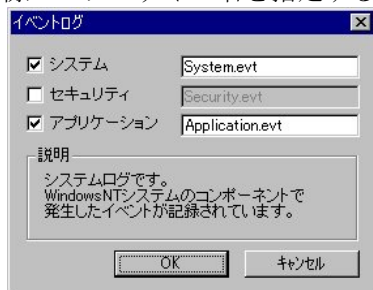 イベントログ
システム System.evt
セキュリティ Security.evt
アプリケーション Application.evt
説明
システムログです。
WindowsNTシステムのコンポーネントで
発生したイベントが記録されています。
OK キャンセル